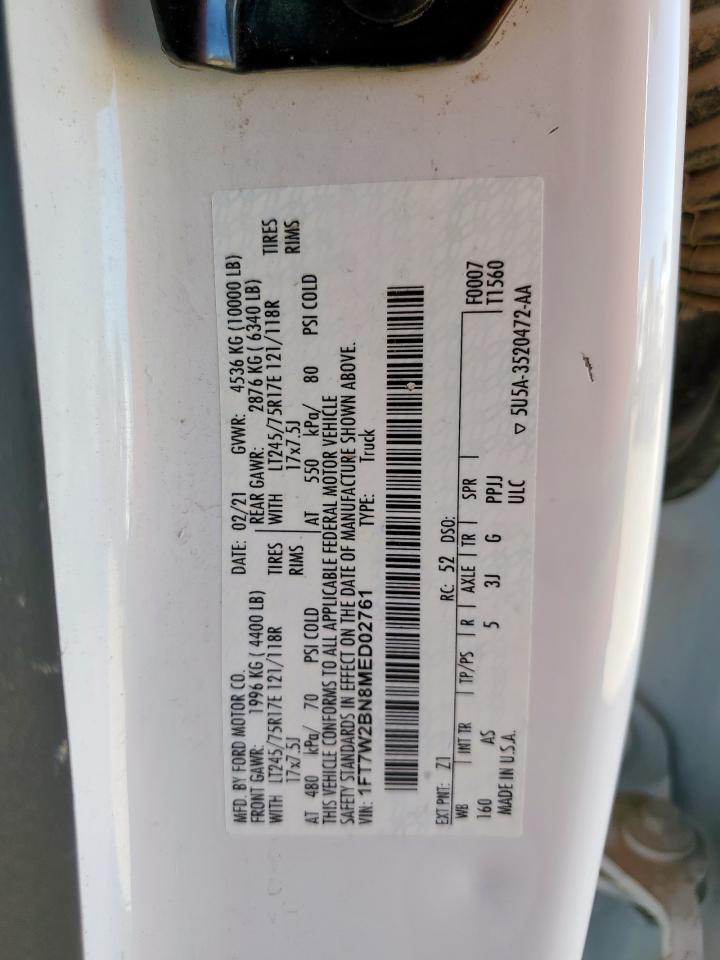 MFD. BY FORD MOTOR CO. DATE: 02/21 GVWR: 4536 KG (10000 LB)
FRONT GAWR: 1996 KG ( 4400 LB) REAR GAWR: 2876 KG ( 6340 LB)
WITH LT245/75R17E 121/118R TIRES WITH LT245/75R17E 121/118R TIRES
17x7.5J RIMS 17x7.5J RIMS
AT 480 kPa/ 70 PSI COLD AT 550 kPa/ 80 PSI COLD
THIS VEHICLE CONFORMS TO ALL APPLICABLE FEDERAL MOTOR VEHICLE
SAFETY STANDARDS IN EFFECT ON THE DATE OF MANUFACTURE SHOWN ABOVE.
VIN: 1FT7W2BN8MED02761 TYPE: Truck
EXT PNT: Z1 RC: 52 DSO: F0007
WB INT TR TP/PS R AXLE TR SPR T1560
160 AS 5 3J G PPJJ
MADE IN U.S.A. ULC ▽ 5U5A-3520472-AA